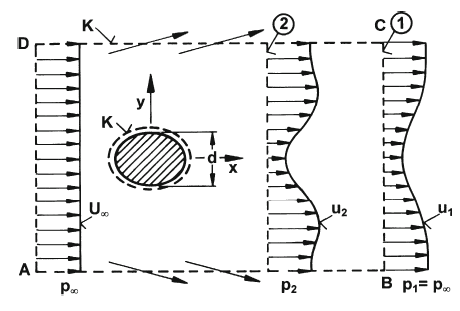 D K ② C ①
y
K
d
x
U∞ u₂ u₁
A B
p∞ p₂ p₁ = p∞